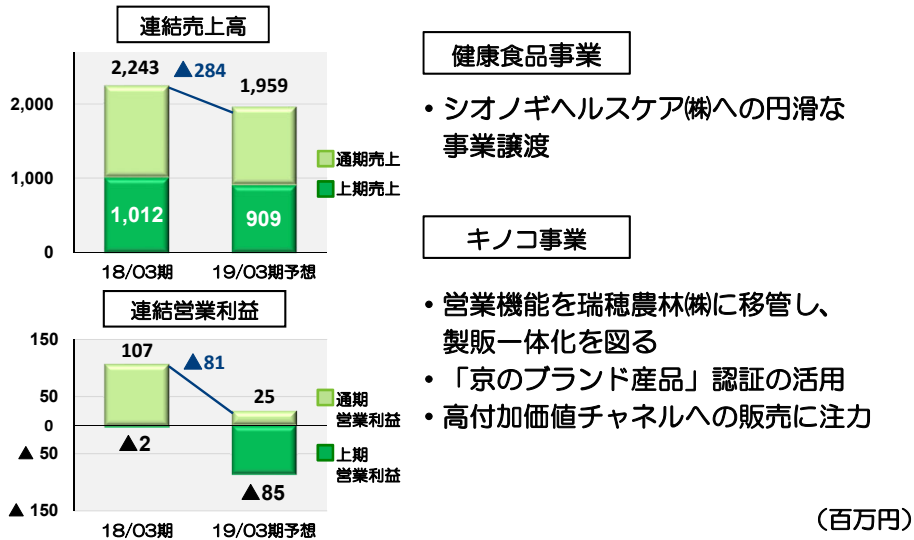 連結売上高
2,243
▲284
1,959
2,000
1,000
0
1,012
909
通期売上
上期売上
18/03期
19/03期予想
連結営業利益
150
50
0
▲ 50
▲ 150
107
▲81
25
▲2
▲85
通期
営業利益
上期
営業利益
18/03期
19/03期予想
健康食品事業
・シオノギヘルスケア㈱への円滑な
事業譲渡
キノコ事業
・営業機能を瑞穂農林㈱に移管し、
製販一体化を図る
・「京のブランド産品」認証の活用
・高付加価値チャネルへの販売に注力
（百万円）